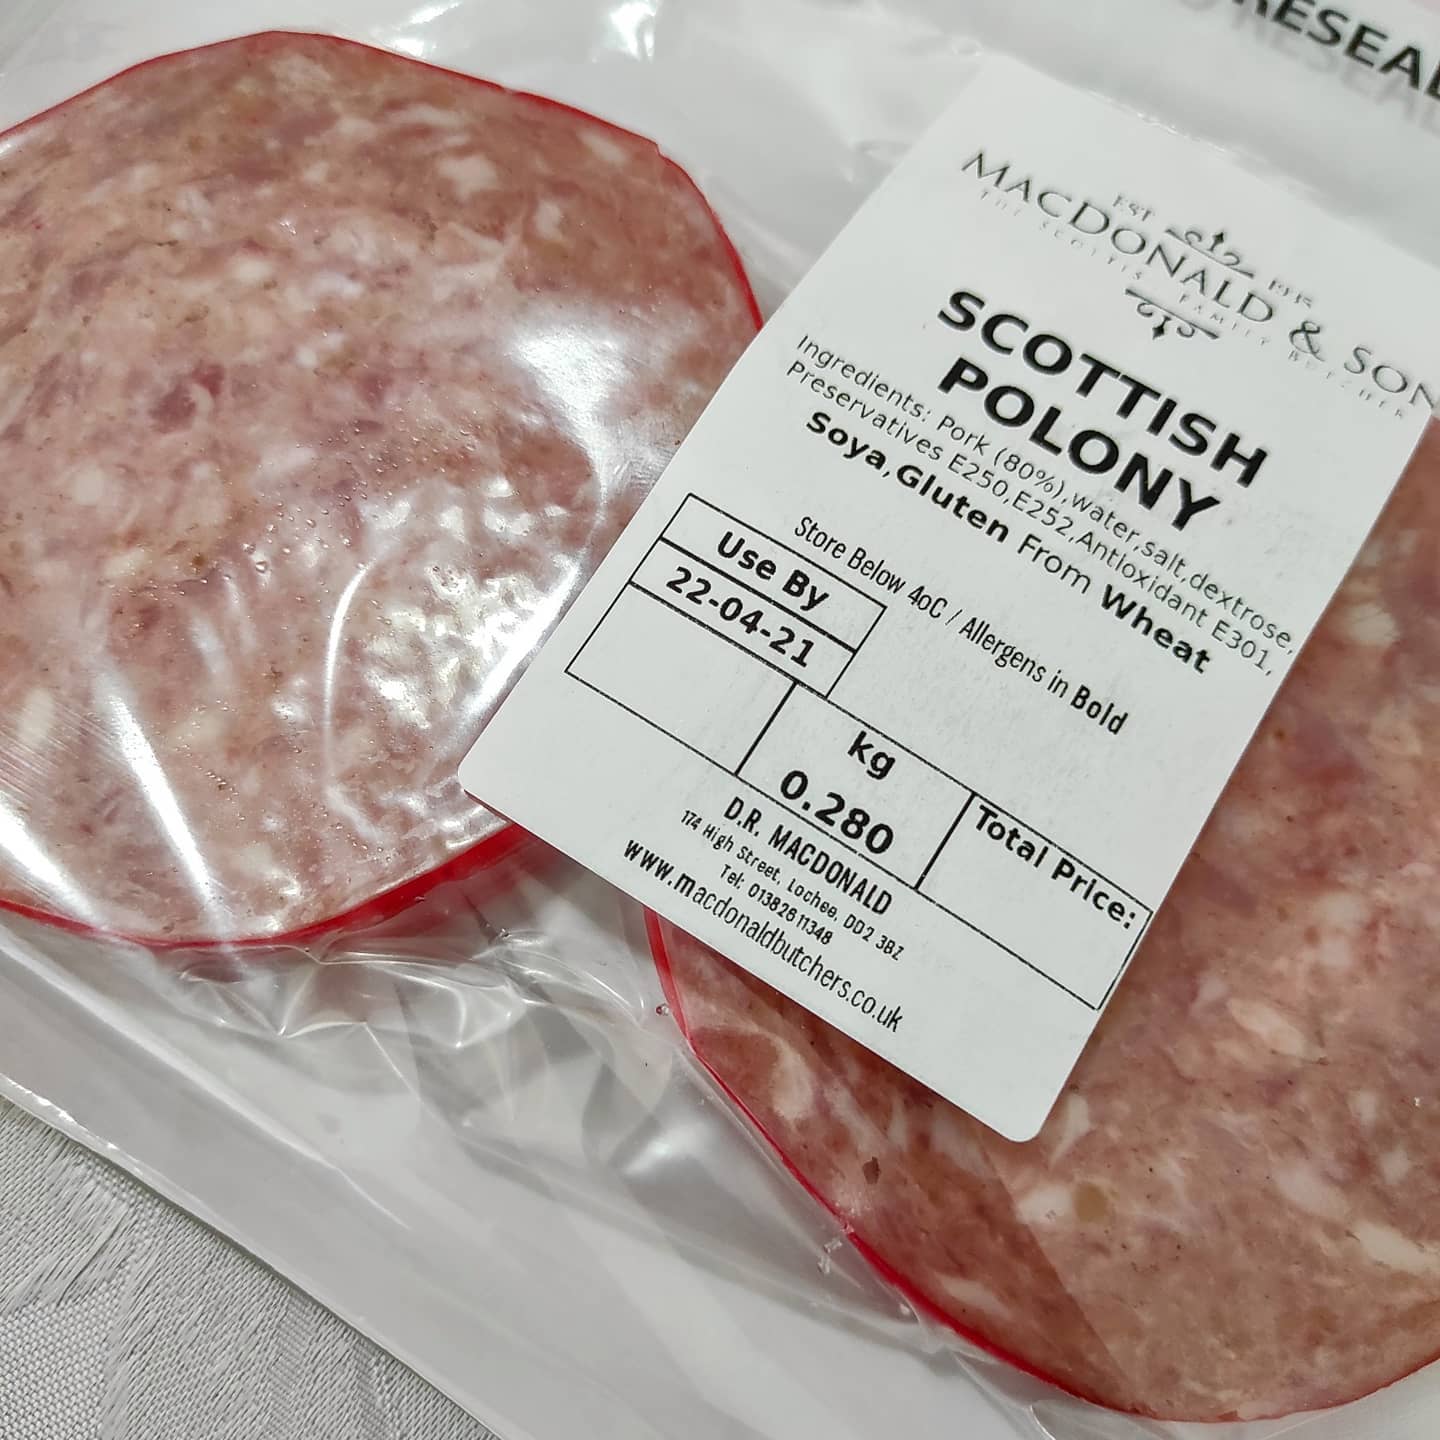 RESEAL
EST 1945
MACDONALD & SON
THE SCOTTISH FAMILY BUTCHER
SCOTTISH
POLONY
Ingredients: Pork (80%),water,salt,dextrose,
Preservatives E250,E252,Antioxidant E301,
Soya,Gluten From Wheat
Store Below 4oC / Allergens in Bold
Use By
22-04-21
kg
0.280
Total Price:
D.R. MACDONALD
174 High Street, Lochee, DD2 3BZ
Tel: 01382611348
www.macdonaldbutchers.co.uk